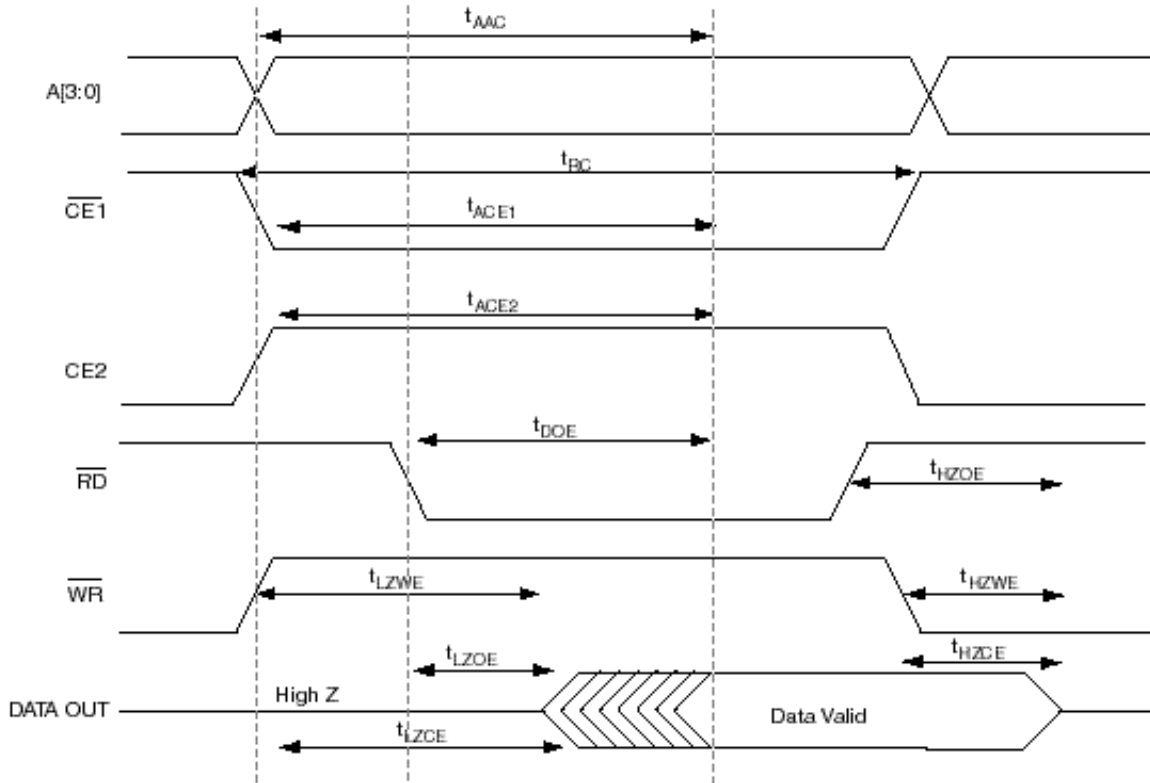 tAAC
A[3:0]
tRC
CE1
tACE1
tACE2
CE2
tDOE
RD
tHZOE
WR
tLZWE
tHZWE
tLZOE
tHZCE
High Z
DATA OUT
Data Valid
tLZCE